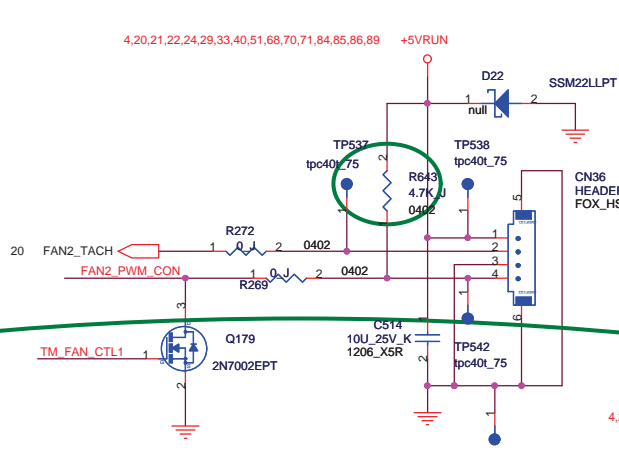 4,20,21,22,24,29,33,40,51,68,70,71,84,85,86,89 +5VRUN
D22
SSM22LLPT
1 2
null
TP537
tpc40t_75
TP538
tpc40t_75
2
R643
4.7K_J
0402
1
1
CN36
HEADER
FOX_HS
5
R272
1 0_J 2 0402
20 FAN2_TACH
1
2
3
4
FAN2_PWM_CON
1 0_J 2 0402
R269
1
3
6
TM_FAN_CTL1
1
Q179
2N7002EPT
2
C514
10U_25V_K
1206_X5R
1
2
TP542
tpc40t_75
1
4,